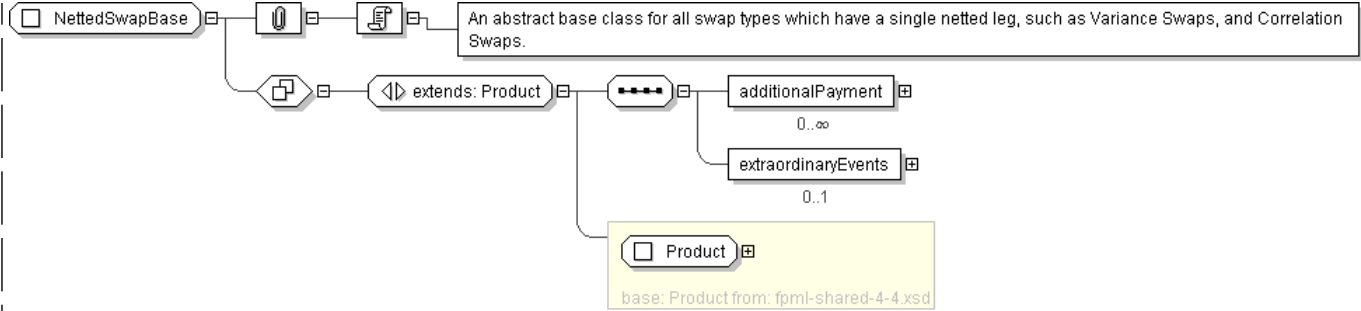 NettedSwapBase
An abstract base class for all swap types which have a single netted leg, such as Variance Swaps, and Correlation
Swaps.
extends: Product
additionalPayment
0..∞
extraordinaryEvents
0..1
Product
base: Product from: fpml-shared-4-4.xsd